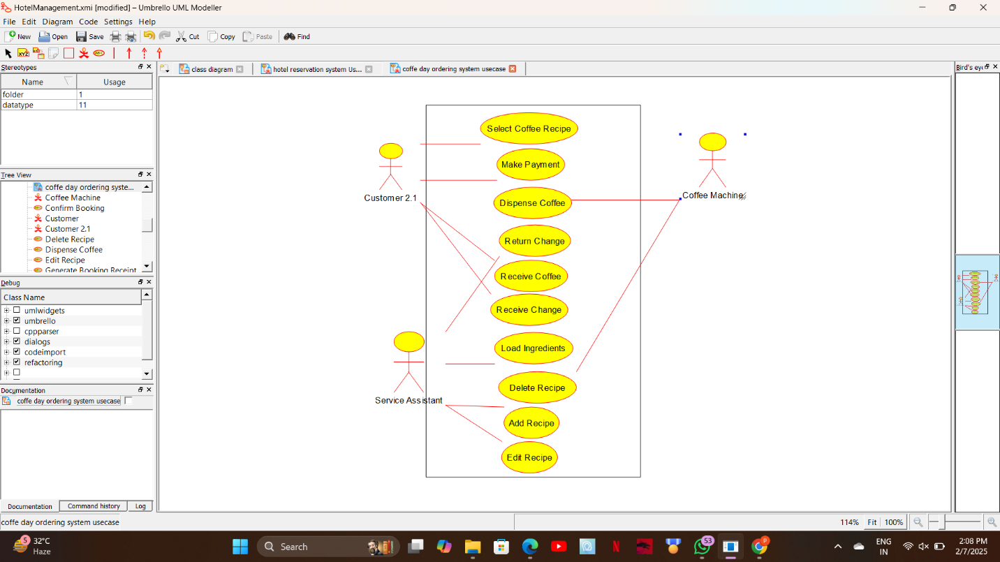 HotelManagement.xmi [modified] – Umbrello UML Modeller
File Edit Diagram Code Settings Help
New Open Save Cut Copy Paste Find
XYZ ABC
Stereotypes
class diagram
hotel reservation system Us...
coffe day ordering system usecase
Bird's eye
Name Usage
folder 1
datatype 11
Tree View
coffe day ordering syste...
Coffee Machine
Confirm Booking
Customer
Customer 2.1
Delete Recipe
Dispense Coffee
Edit Recipe
Generate Booking Receipt
Debug
Class Name
umlwidgets
umbrello
cppparser
dialogs
codeimport
refactoring
Documentation
coffe day ordering system usecase
Documentation Command history Log
Select Coffee Recipe
Make Payment
Dispense Coffee
Return Change
Receive Coffee
Receive Change
Load Ingredients
Delete Recipe
Add Recipe
Edit Recipe
Customer 2.1
Service Assistant
Coffee Machine
coffe day ordering system usecase
114% Fit 100%
5
32°C
Haze
Search
53
P
ENG
IN
2:08 PM
2/7/2025